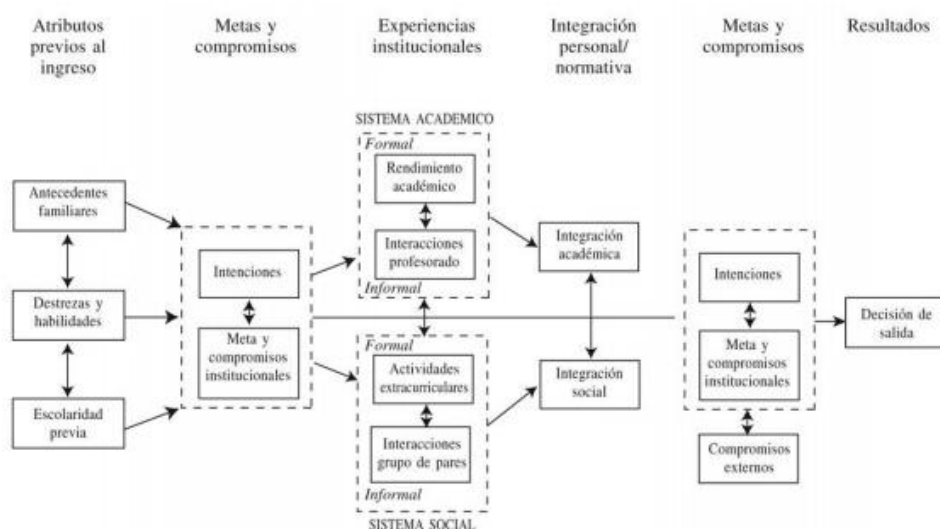 Atributos
previos al
ingreso
Metas y
compromisos
Experiencias
institucionales
Integración
personal/
normativa
Metas y
compromisos
Resultados
Antecedentes
familiares
Destrezas y
habilidades
Escolaridad
previa
Intenciones
Meta y
compromisos
institucionales
SISTEMA ACADEMICO
Formal
Rendimiento
académico
Interacciones
profesorado
Informal
Formal
Actividades
extracurriculares
Interacciones
grupo de pares
Informal
SISTEMA SOCIAL
Integración
académica
Integración
social
Intenciones
Meta y
compromisos
institucionales
Compromisos
externos
Decisión de
salida